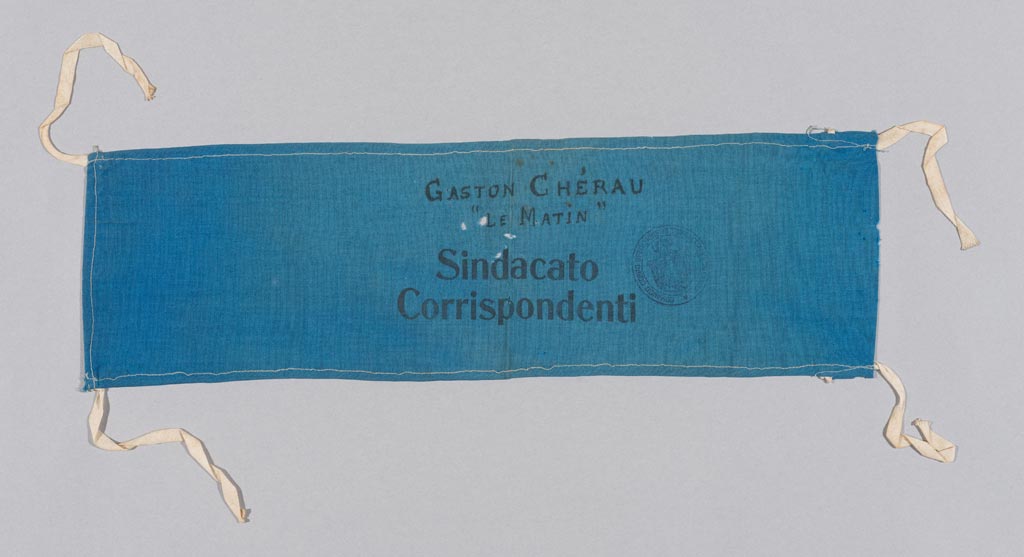 GASTON CHÉRAU
"LE MATIN"
Sindacato
Corrispondenti